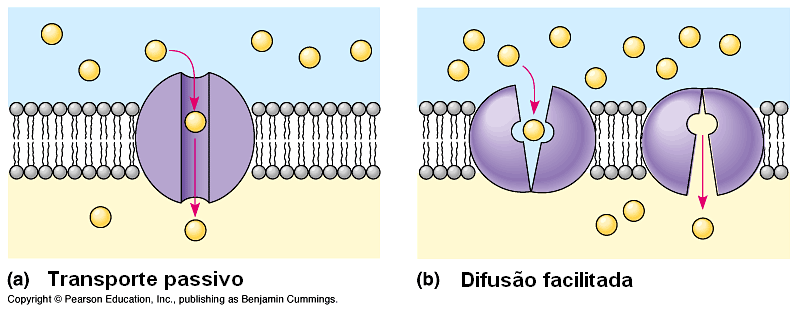 (a) Transporte passivo
Copyright © Pearson Education, Inc., publishing as Benjamin Cummings.
(b) Difusão facilitada